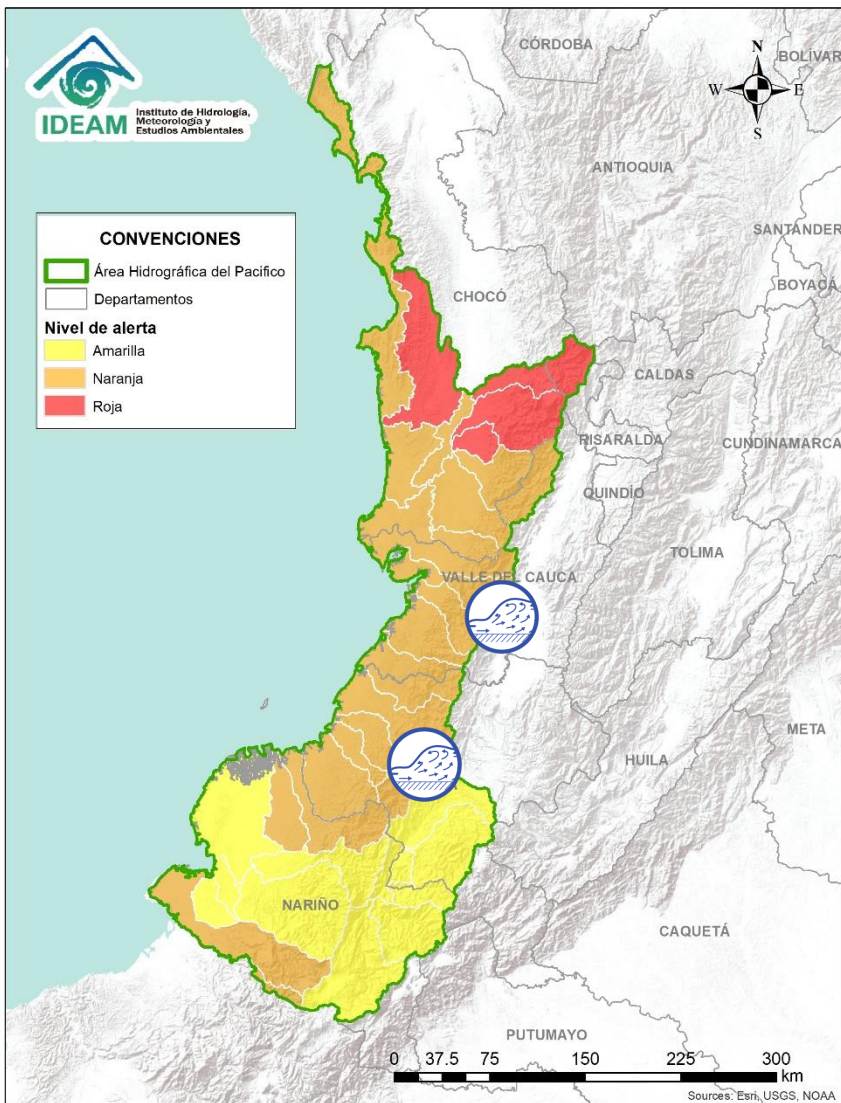 IDEAM
Instituto de Hidrología,
Meteorología y
Estudios Ambientales
CÓRDOBA
BOLÍVAR
N
W
E
S
ANTIOQUIA
SANTANDER
BOYACÁ
CONVENCIONES
Área Hidrográfica del Pacifico
Departamentos
Nivel de alerta
Amarilla
Naranja
Roja
CHOCÓ
CALDAS
RISARALDA
CUNDINAMARCA
QUINDÍO
TOLIMA
VALLE DEL CAUCA
META
HUILA
NARIÑO
CAQUETÁ
PUTUMAYO
0 37.5 75 150 225 300
km
Sources: Esri, USGS, NOAA